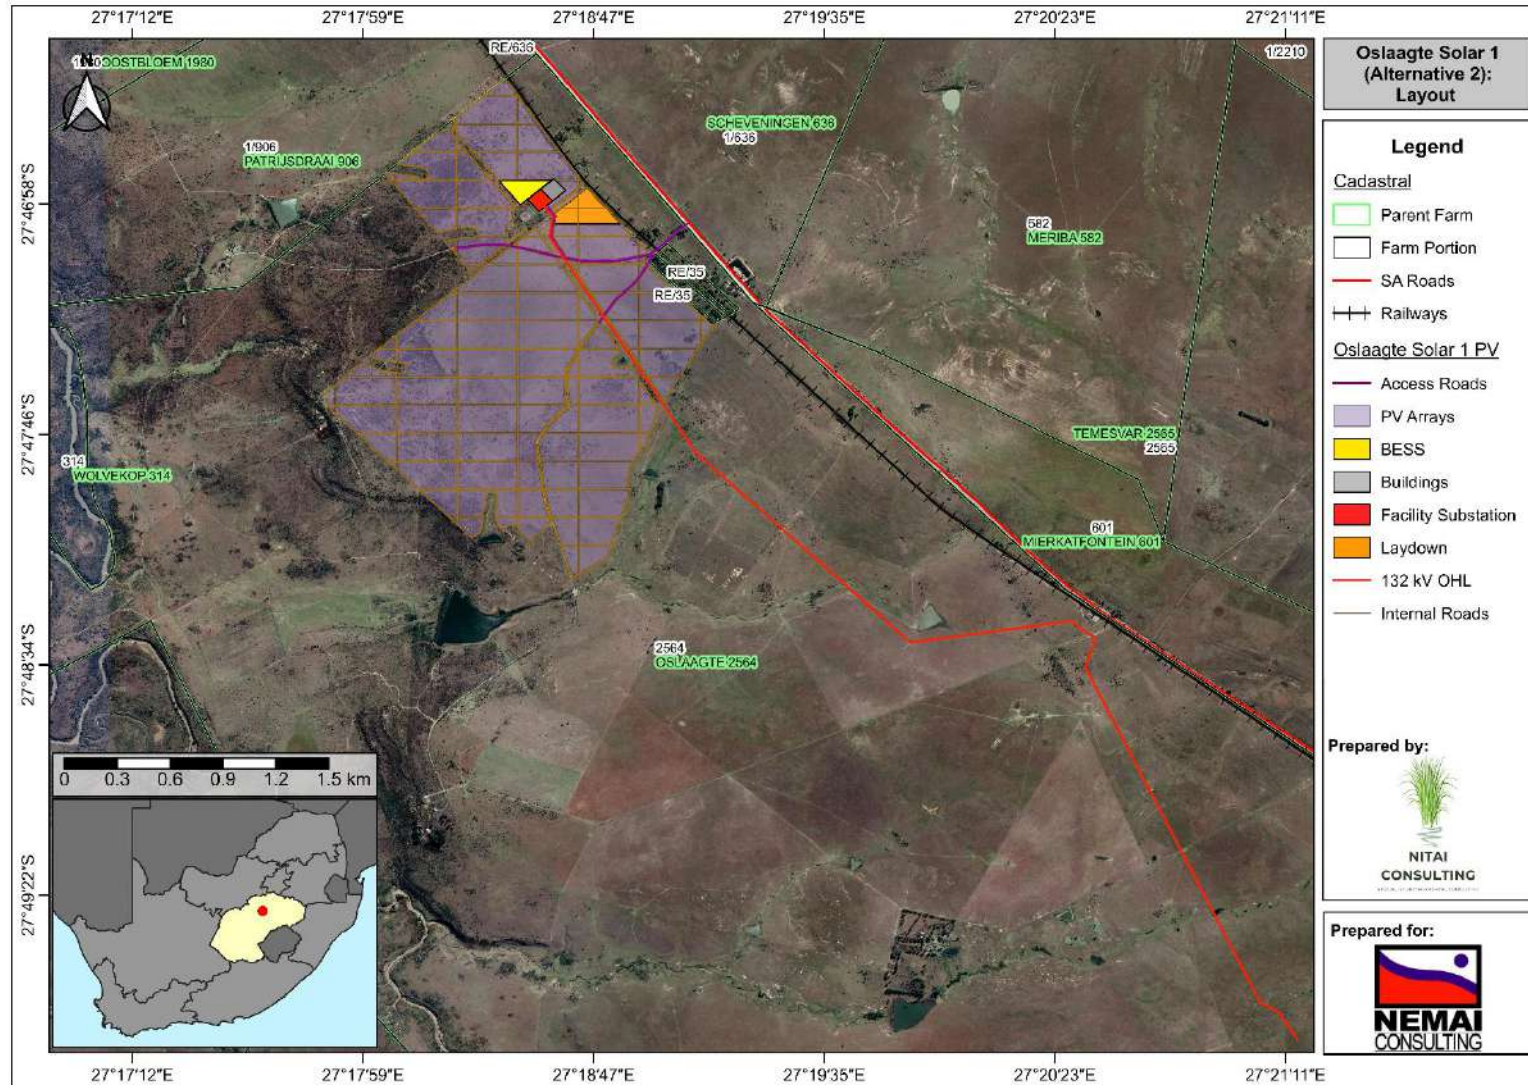 27°17'12"E
27°17'59"E
27°18'47"E
27°19'35"E
27°20'23"E
27°21'11"E
RE/636
1/2210
OOSTBLOEM 1980
N
SCHEVENINGEN 636
1/636
1/906
PATRIJSDRAAI 906
27°46'58"S
582
MERIBA 582
RE/35
RE/35
27°47'46"S
TEMESVAR 2565
2565
314
WOLVEKOP 314
601
MIERKATFONTEIN 601
27°48'34"S
2564
OSLAAGTE 2564
0 0.3 0.6 0.9 1.2 1.5 km
27°49'22"S
27°17'12"E
27°17'59"E
27°18'47"E
27°19'35"E
27°20'23"E
27°21'11"E
Oslaagte Solar 1
(Alternative 2):
Layout
Legend
Cadastral
Parent Farm
Farm Portion
SA Roads
Railways
Oslaagte Solar 1 PV
Access Roads
PV Arrays
BESS
Buildings
Facility Substation
Laydown
132 kV OHL
Internal Roads
Prepared by:
NITAI
CONSULTING
Prepared for:
NEMAI
CONSULTING